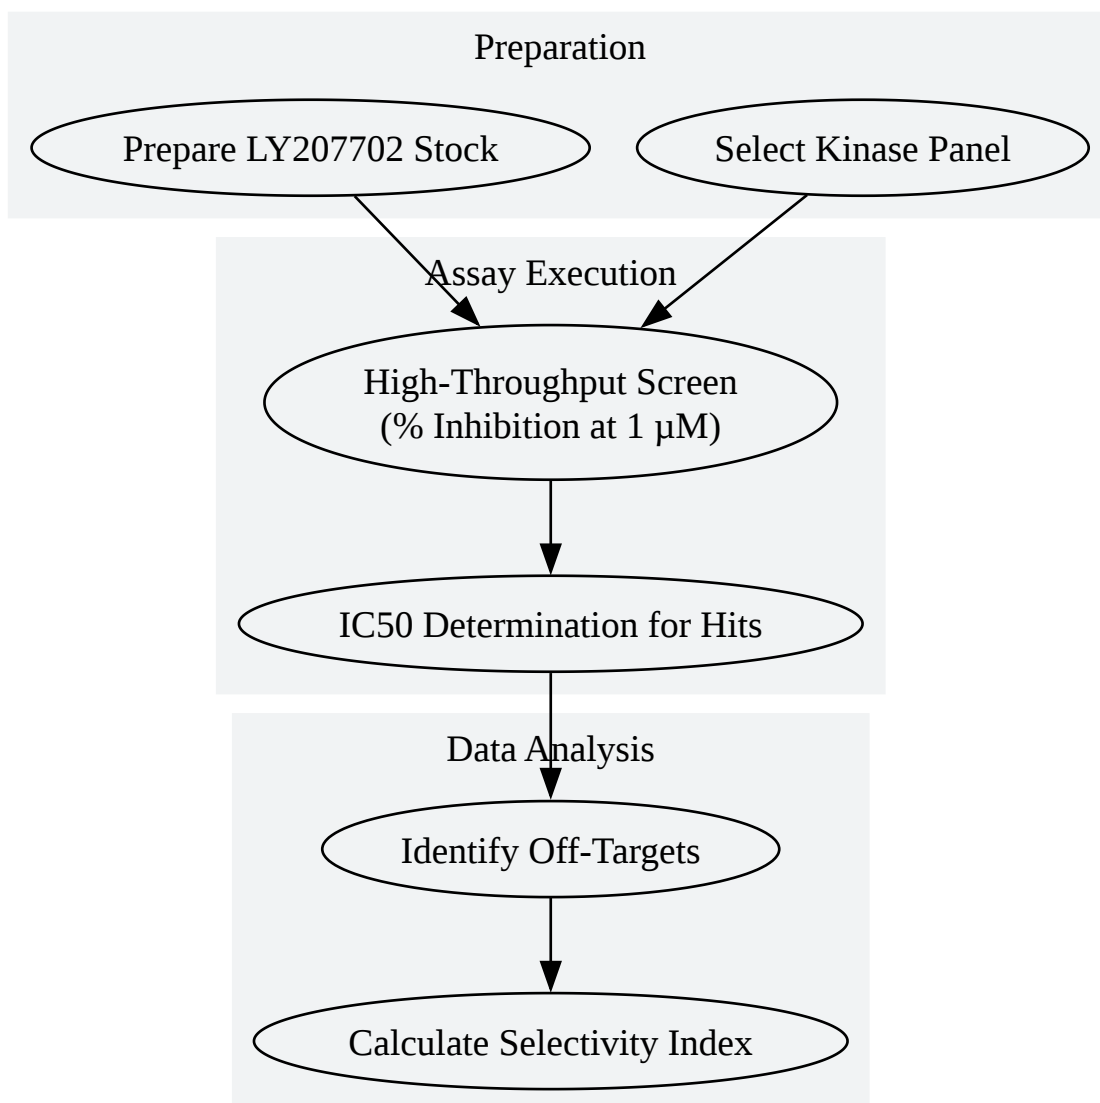 Preparation
Prepare LY207702 Stock
Select Kinase Panel
Assay Execution
High-Throughput Screen
(% Inhibition at 1 µM)
IC50 Determination for Hits
Data Analysis
Identify Off-Targets
Calculate Selectivity Index